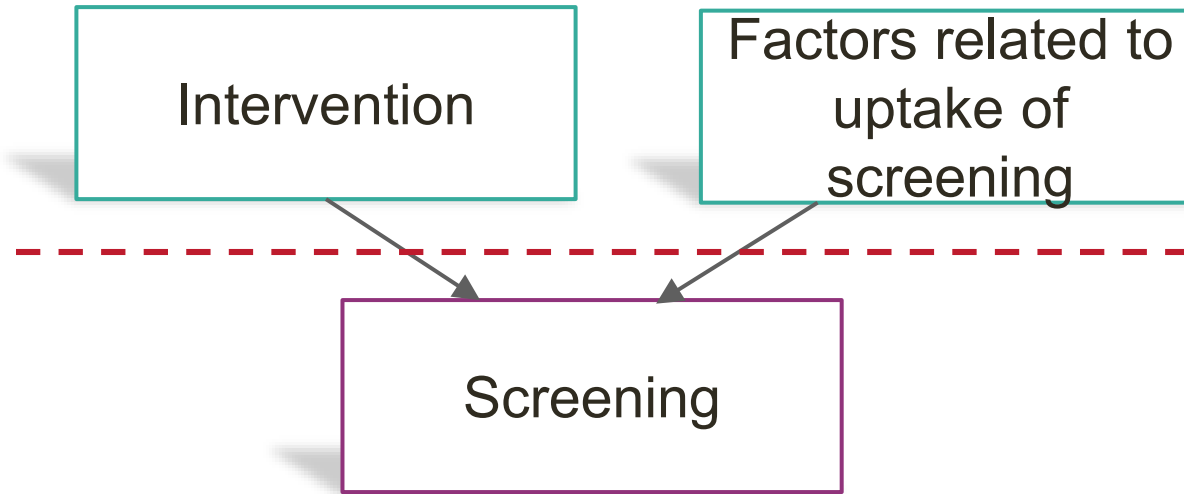 Intervention
Factors related to
uptake of
screening
Screening